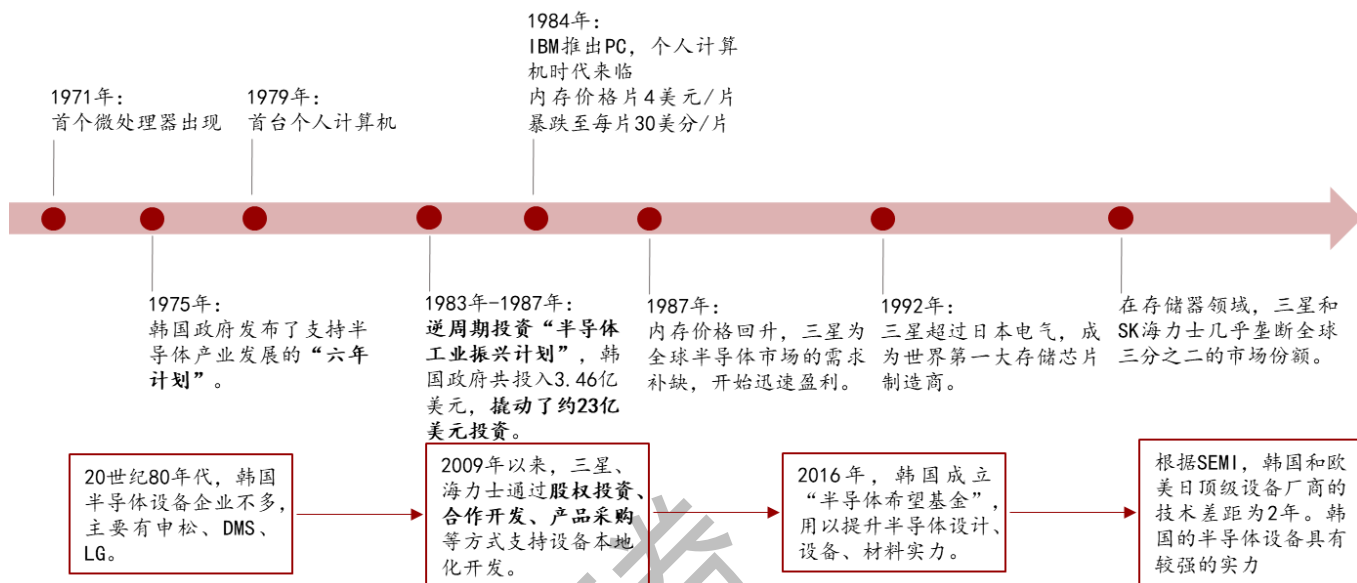 1971年：
首个微处理器出现
1979年：
首台个人计算机
1984年：
IBM推出PC，个人计算
机时代来临
内存价格片4美元/片
暴跌至每片30美分/片
1975年：
韩国政府发布了支持半
导体产业发展的“六年
计划”。
1983年-1987年：
逆周期投资“半导体
工业振兴计划”，韩
国政府共投入3.46亿
美元，撬动了约23亿
美元投资。
1987年：
内存价格回升，三星为
全球半导体市场的需求
补缺，开始迅速盈利。
1992年：
三星超过日本电气，成
为世界第一大存储芯片
制造商。
在存储器领域，三星和
SK海力士几乎垄断全球
三分之二的市场份额。
20世纪80年代，韩国
半导体设备企业不多，
主要有申松、DMS、
LG。
2009年以来，三星、
海力士通过股权投资、
合作开发、产品采购
等方式支持设备本地
化开发。
2016年，韩国成立
“半导体希望基金”，
用以提升半导体设计、
设备、材料实力。
根据SEMI，韩国和欧
美日顶级设备厂商的
技术差距为2年。韩
国的半导体设备具有
较强的实力